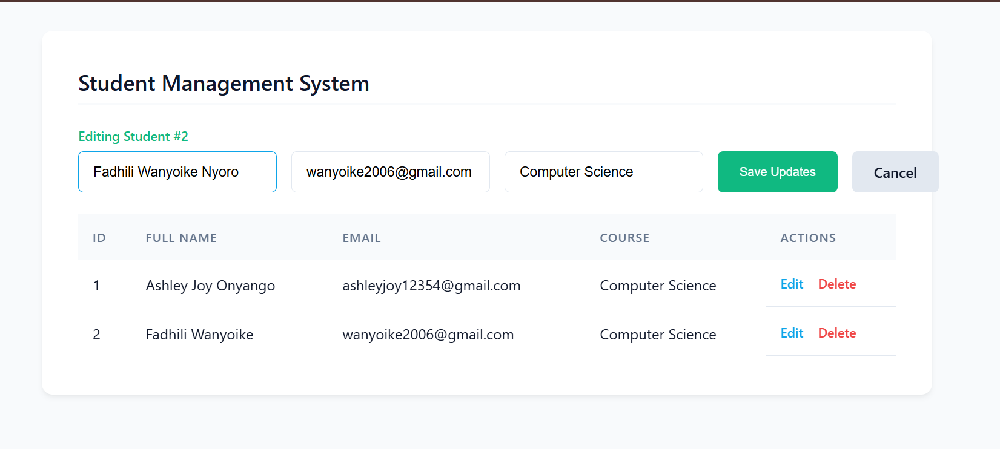 Student Management System
Editing Student #2
Fadhili Wanyoike Nyoro wanyoike2006@gmail.com Computer Science Save Updates Cancel
ID FULL NAME EMAIL COURSE ACTIONS
1 Ashley Joy Onyango ashleyjoy12354@gmail.com Computer Science Edit Delete
2 Fadhili Wanyoike wanyoike2006@gmail.com Computer Science Edit Delete